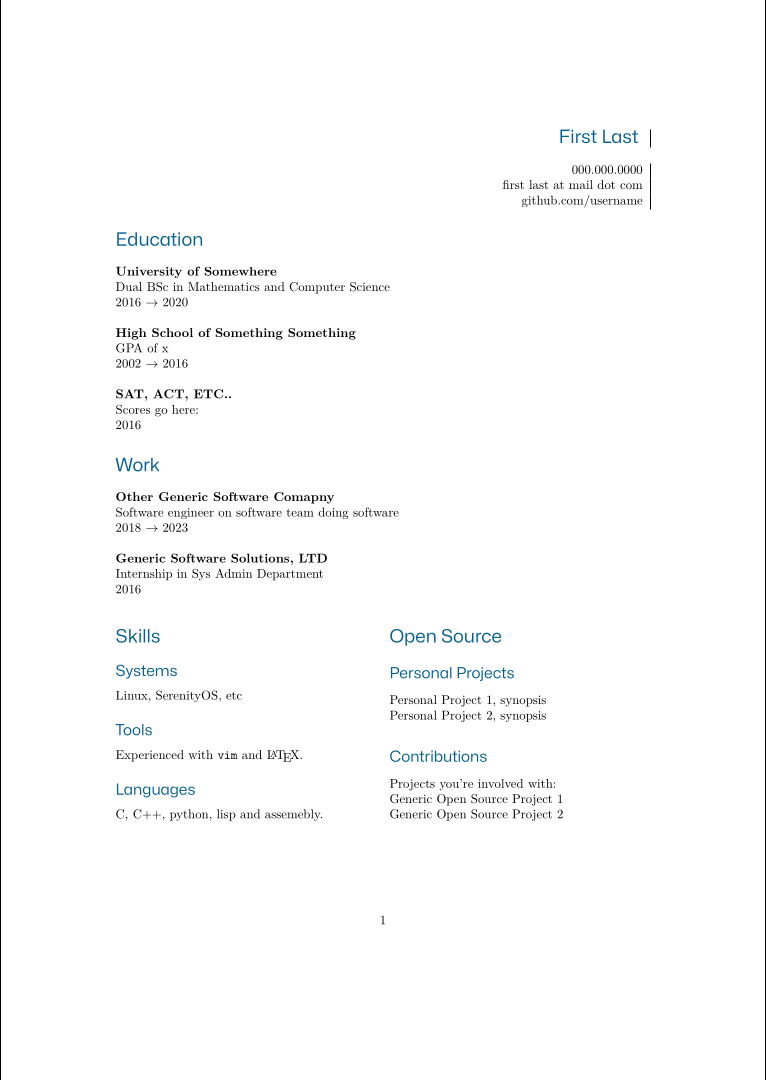 First Last
000.000.0000
first last at mail dot com
github.com/username
Education
University of Somewhere
Dual BSc in Mathematics and Computer Science
2016 → 2020
High School of Something Something
GPA of x
2002 → 2016
SAT, ACT, ETC..
Scores go here:
2016
Work
Other Generic Software Comapny
Software engineer on software team doing software
2018 → 2023
Generic Software Solutions, LTD
Internship in Sys Admin Department
2016
Skills
Systems
Linux, SerenityOS, etc
Tools
Experienced with vim and LATEX.
Languages
C, C++, python, lisp and assemebly.
Open Source
Personal Projects
Personal Project 1, synopsis
Personal Project 2, synopsis
Contributions
Projects you're involved with:
Generic Open Source Project 1
Generic Open Source Project 2
1